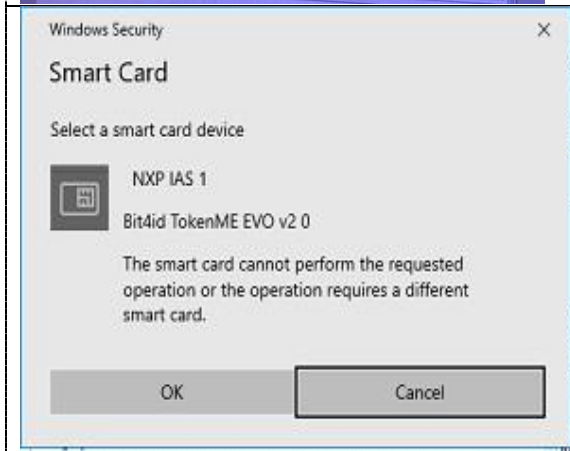 Windows Security
Smart Card
Select a smart card device
NXP IAS 1
Bit4id TokenME EVO v2 0
The smart card cannot perform the requested
operation or the operation requires a different
smart card.
OK
Cancel